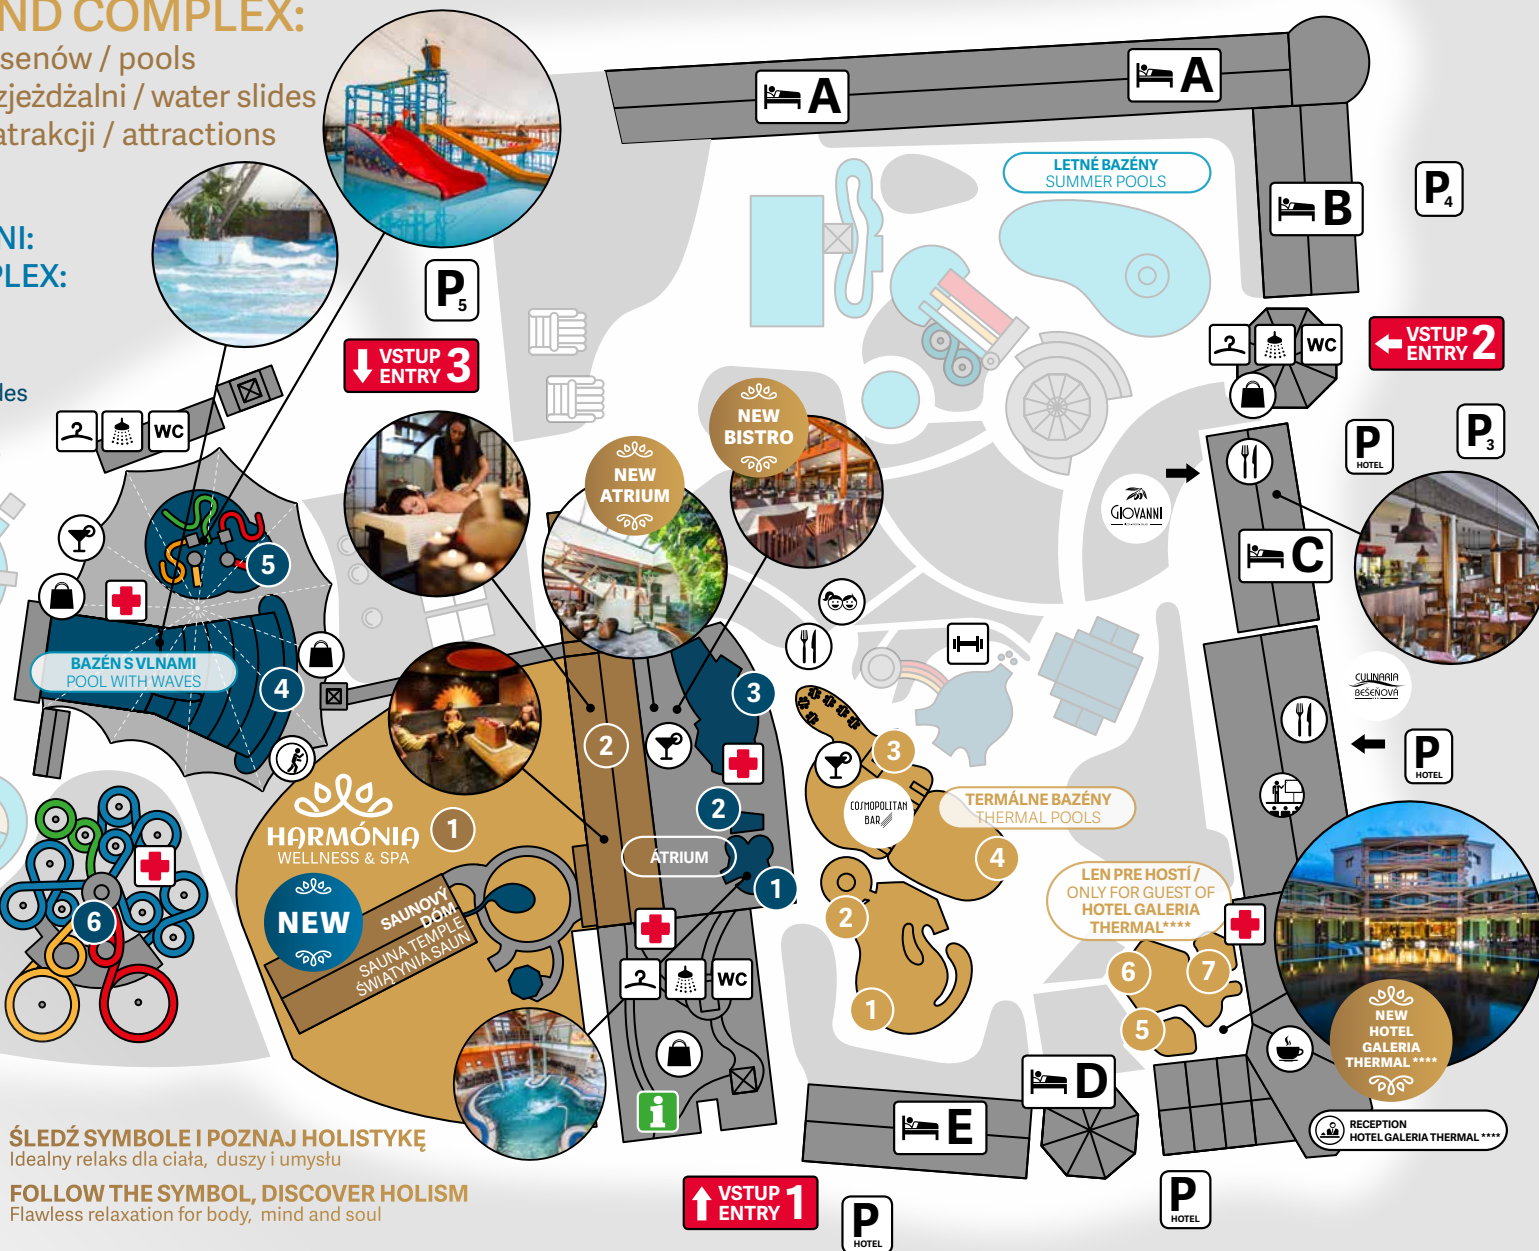 ND COMPLEX:
senów / pools
zjeżdżalni / water slides
atrakcji / attractions
NI:
PLEX:
des
A
A
B
C
D
E
LETNÉ BAZÉNY
SUMMER POOLS
P4
P5
VSTUP
ENTRY 3
VSTUP
ENTRY 2
WC
WC
P
HOTEL
P3
NEW
BISTRO
NEW
ATRIUM
GIOVANNI
5
BAZÉN S VLNAMI
POOL WITH WAVES
4
3
2
CULINARIA
BEŠEŇOVÁ
P
HOTEL
3
COSMOPOLITAN
BAR
TERMÁLNE BAZÉNY
THERMAL POOLS
4
HARMÓNIA
WELLNESS & SPA
1
2
ÁTRIUM
1
6
NEW
SAUNOVÝ
DOM
SAUNA TEMPLE
ŚWIĄTYNIA SAUN
WC
2
1
LEN PRE HOSTÍ /
ONLY FOR GUEST OF
HOTEL GALERIA
THERMAL****
6
7
5
NEW
HOTEL
GALERIA
THERMAL ****
RECEPTION
HOTEL GALERIA THERMAL ****
i
ŚLEDŹ SYMBOLE I POZNAJ HOLISTYKĘ
Idealny relaks dla ciała, duszy i umysłu
FOLLOW THE SYMBOL, DISCOVER HOLISM
Flawless relaxation for body, mind and soul
VSTUP
ENTRY 1
P
HOTEL
P
HOTEL